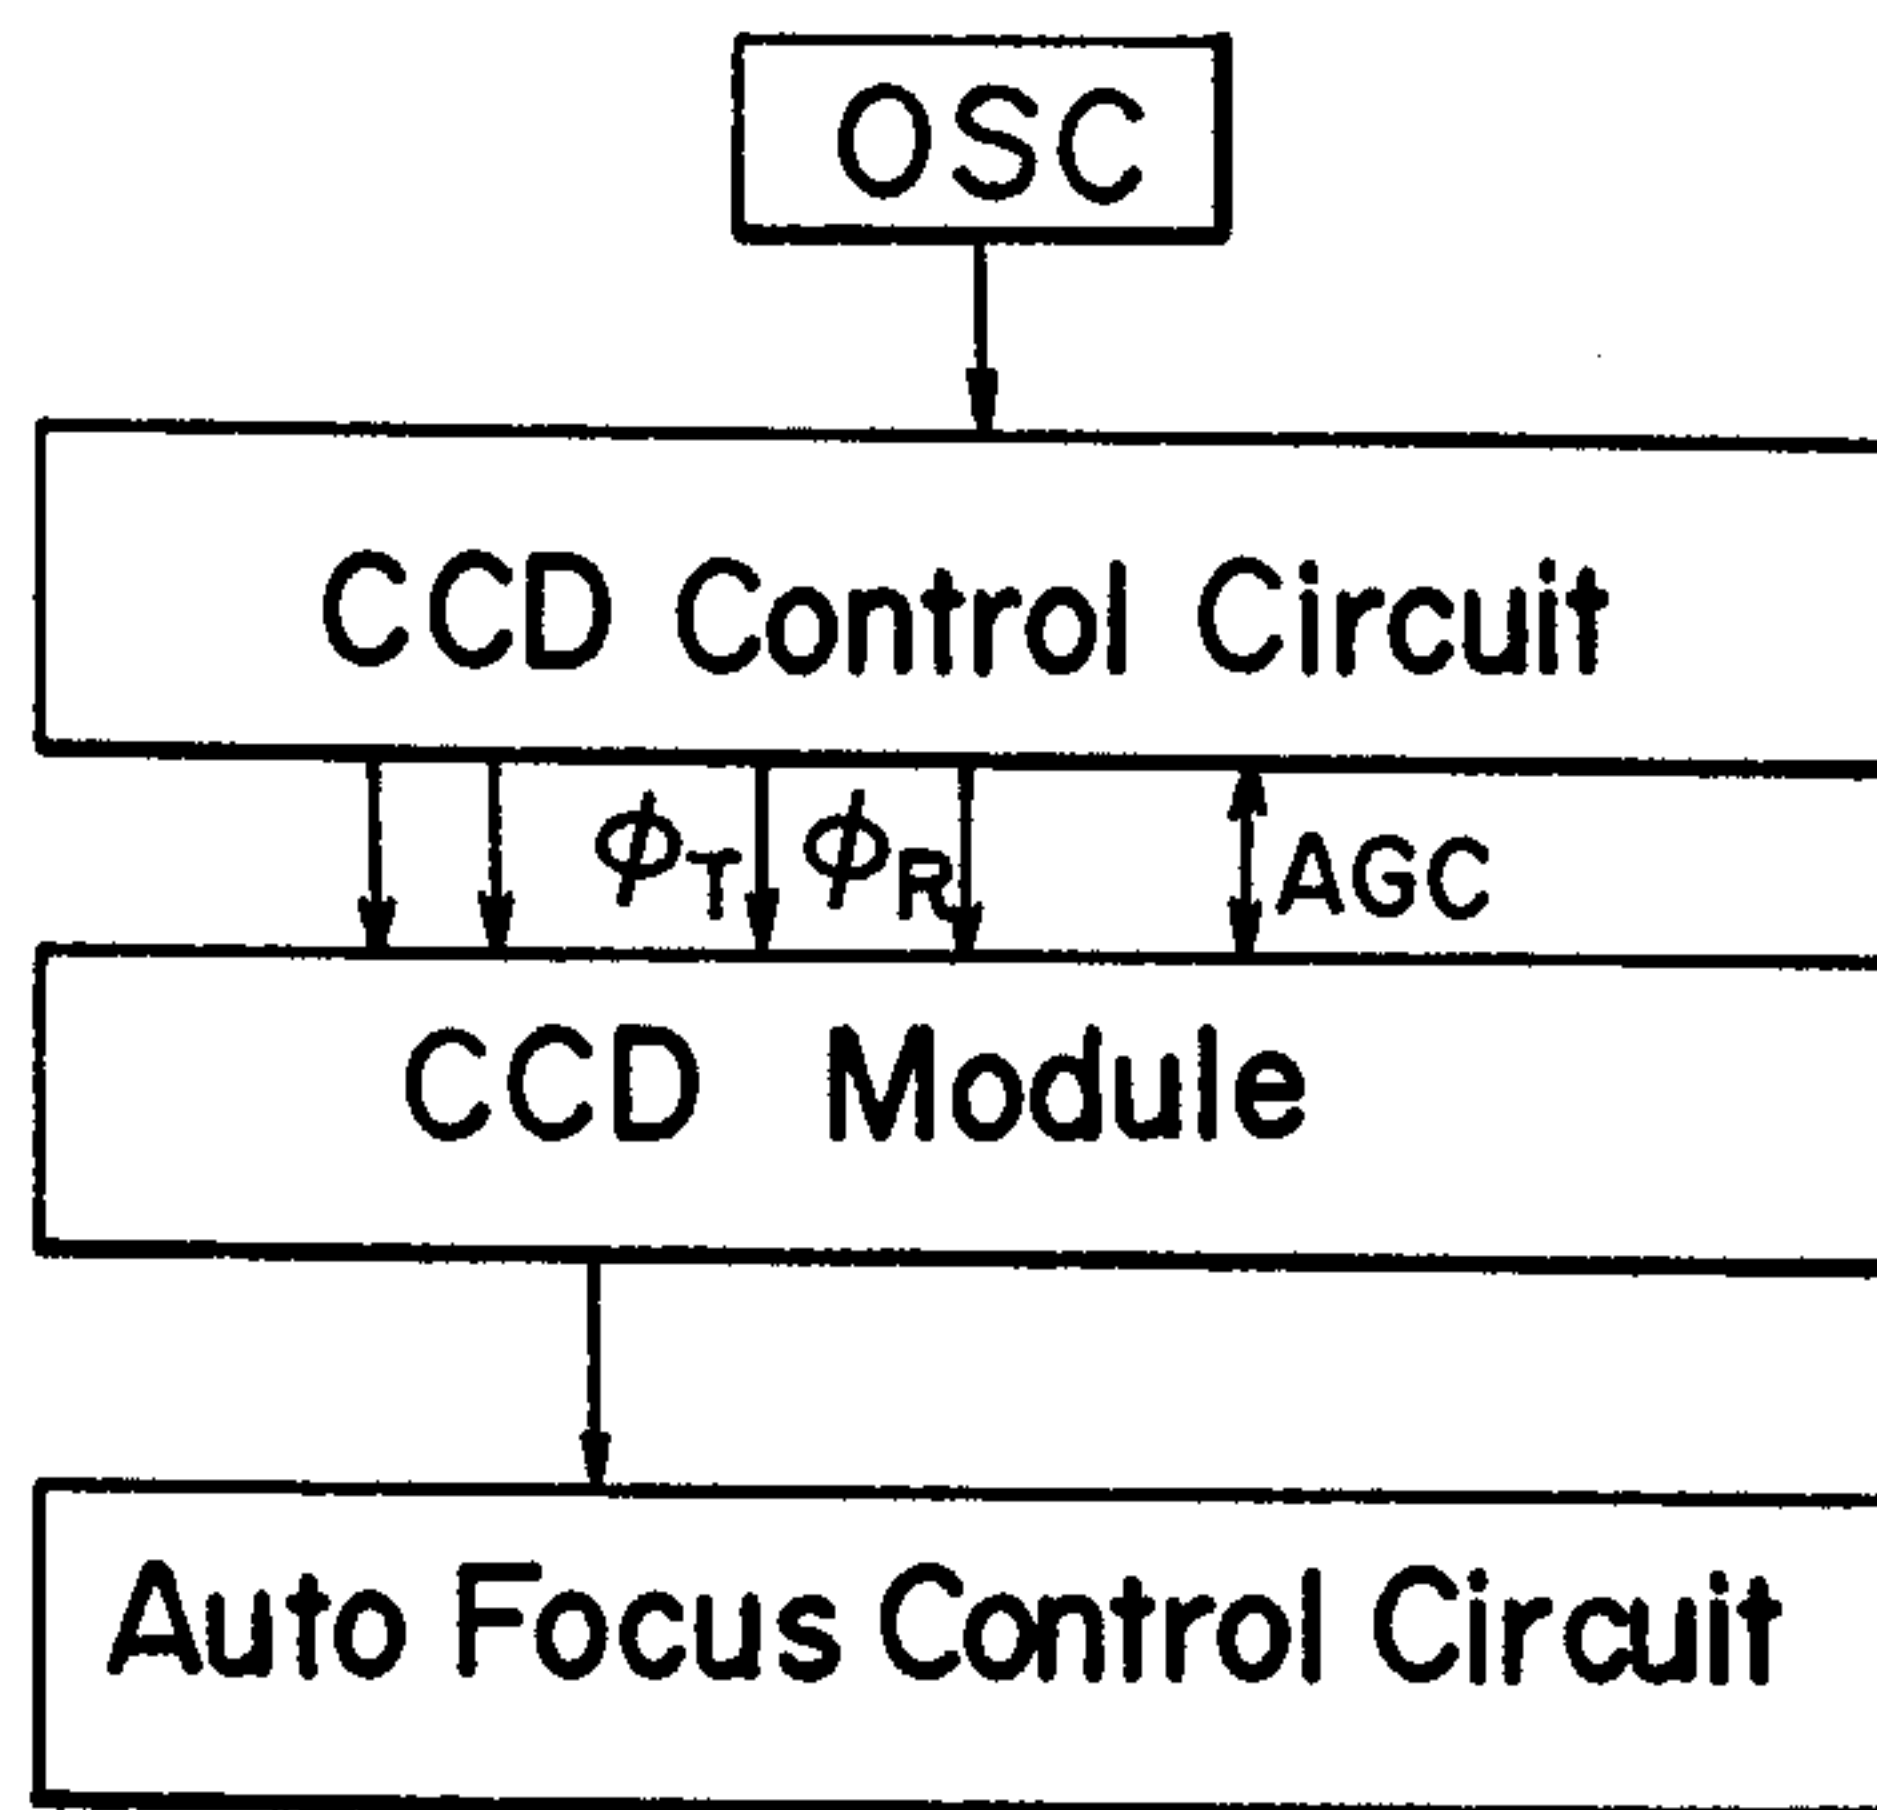 OSC
CCD Control Circuit
ϕT ϕR AGC
CCD Module
Auto Focus Control Circuit